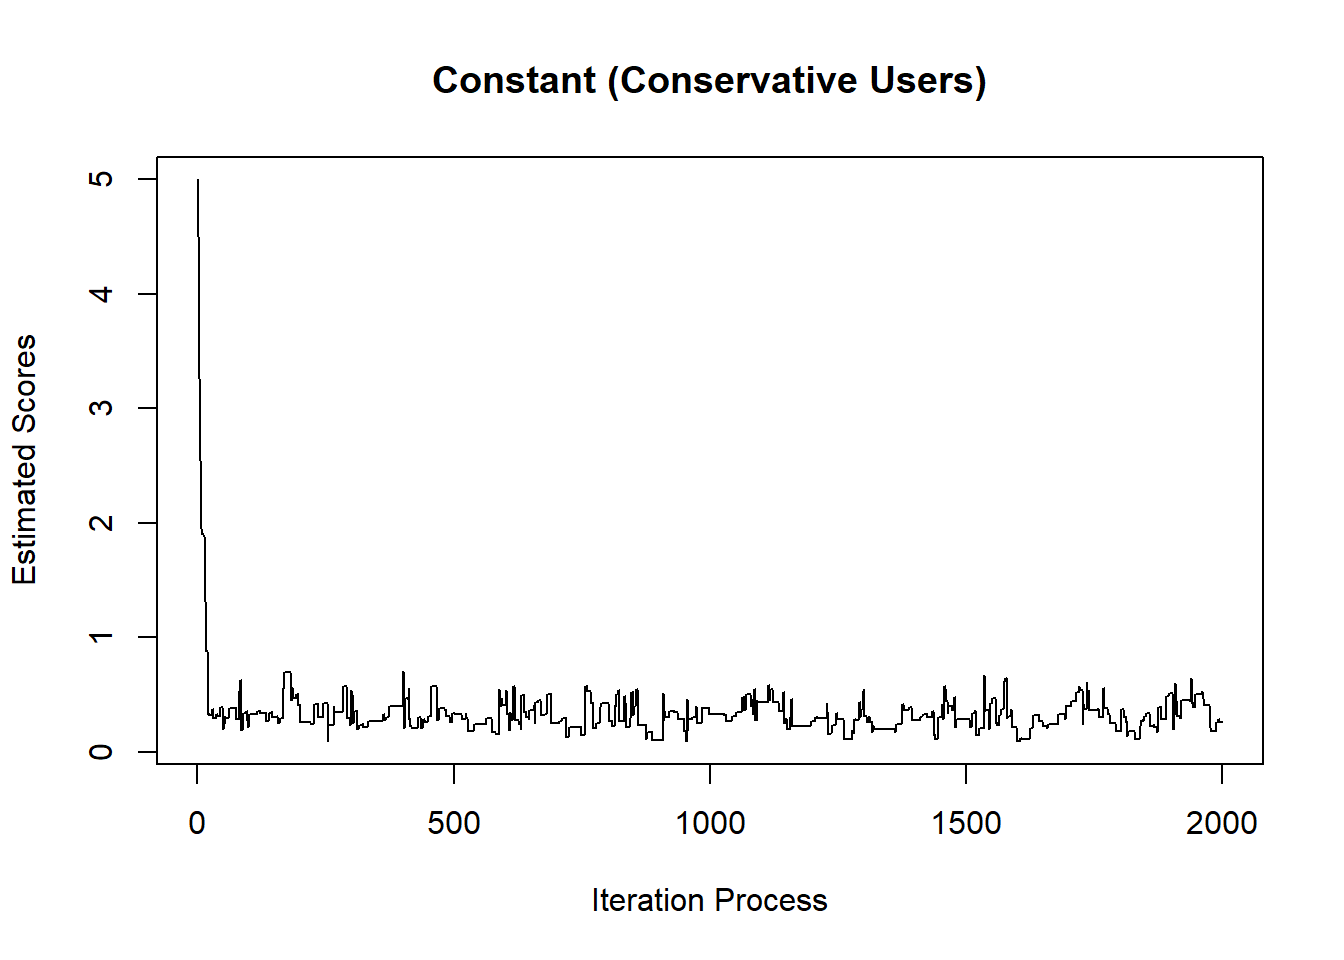 Constant (Conservative Users)
Estimated Scores
5
4
3
2
1
0
0 500 1000 1500 2000
Iteration Process